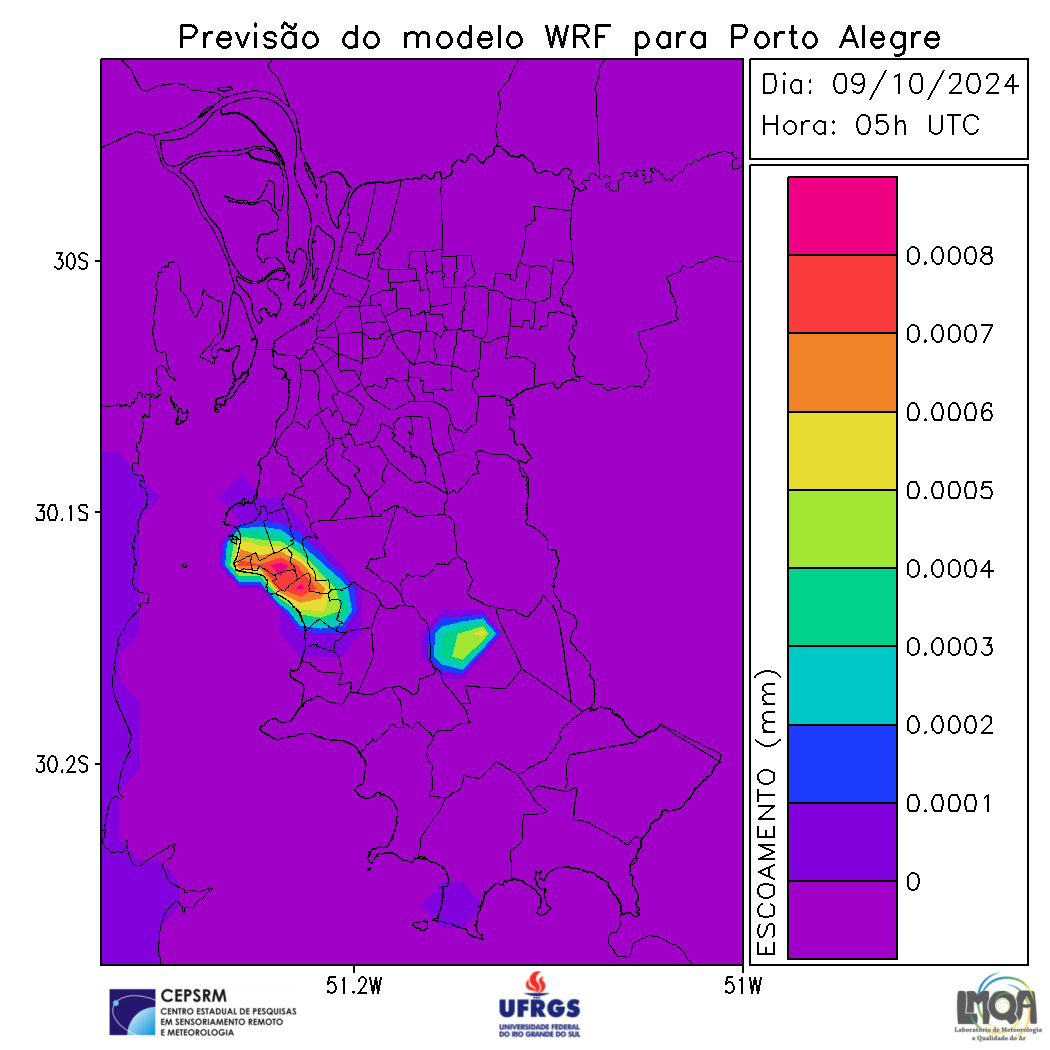 Previsão do modelo WRF para Porto Alegre
Dia: 09/10/2024
Hora: 05h UTC
30S
30.1S
30.2S
51.2W
51W
ESCOAMENTO (mm)
0.0008
0.0007
0.0006
0.0005
0.0004
0.0003
0.0002
0.0001
0
CEPSRM
CENTRO ESTADUAL DE PESQUISAS
EM SENSORIAMENTO REMOTO
E METEOROLOGIA
UFRGS
UNIVERSIDADE FEDERAL
DO RIO GRANDE DO SUL
LMQA
Laboratório de Meteorologia
e Qualidade do Ar